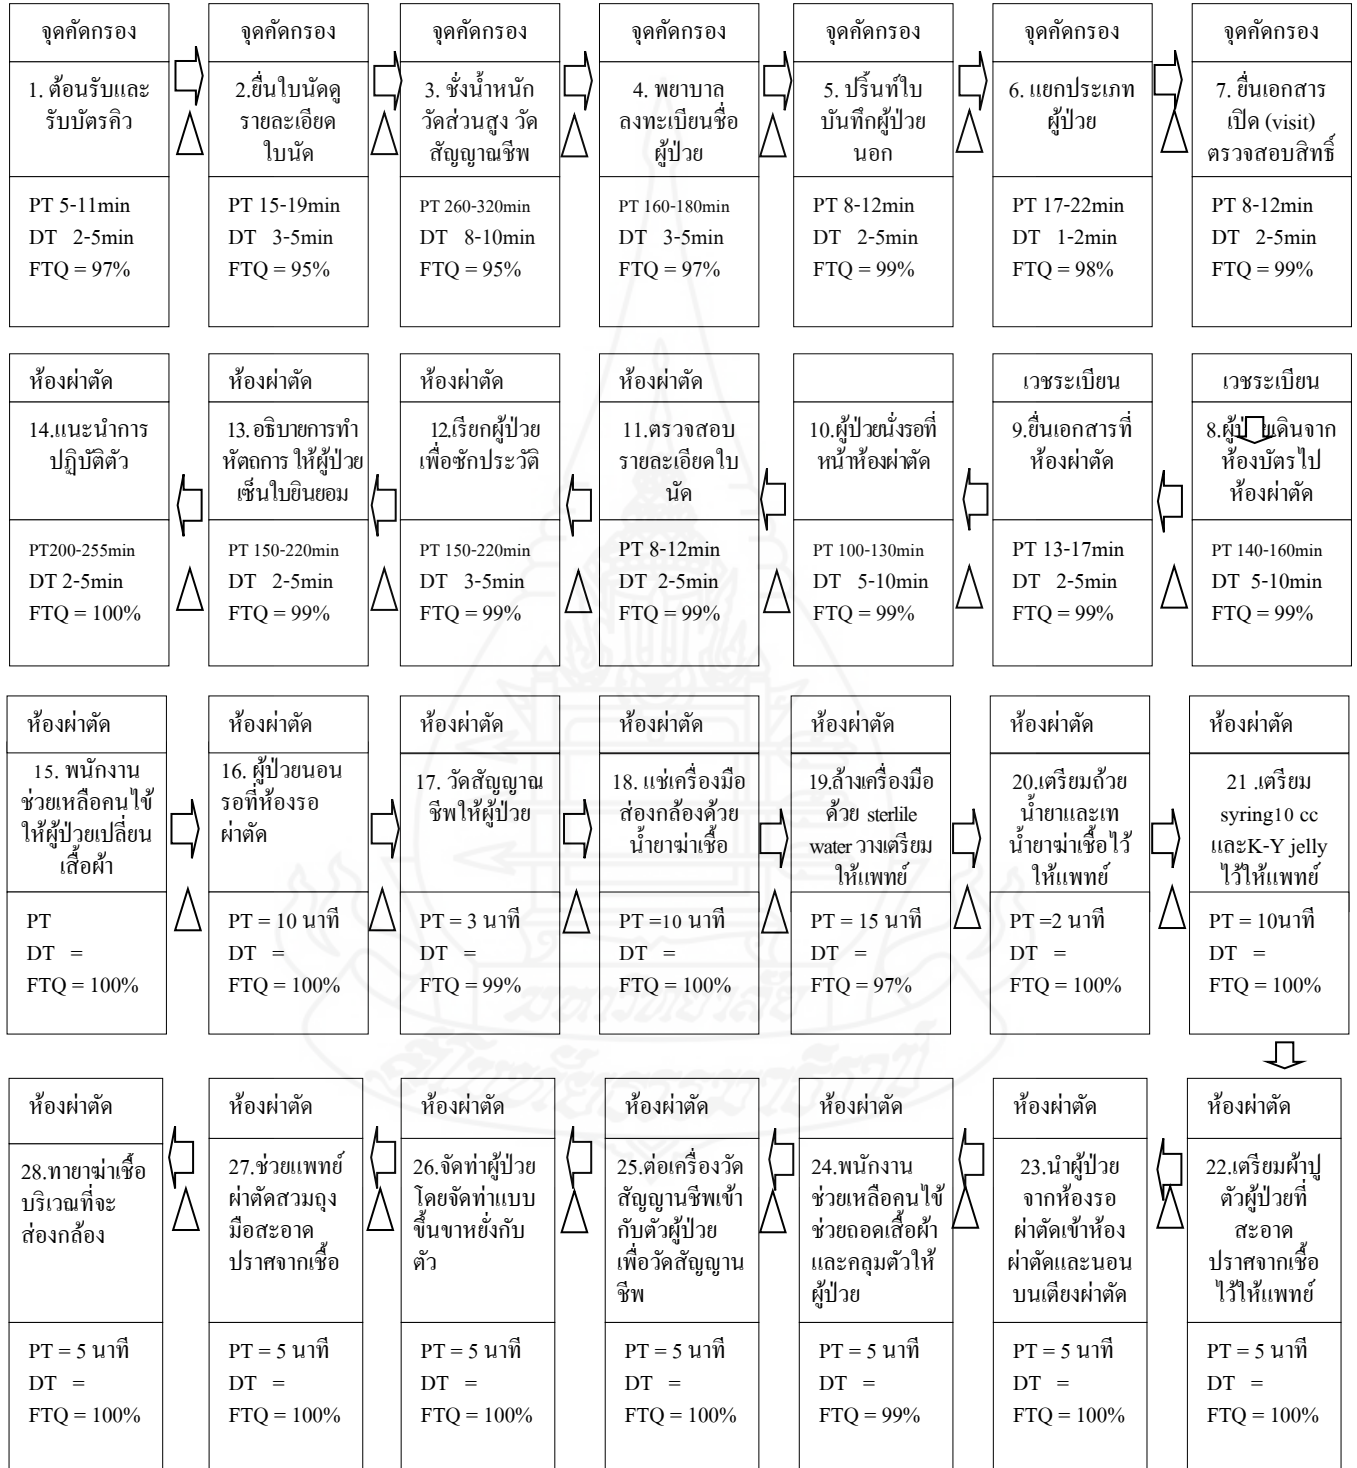 จุดคัดกรอง
1. ต้อนรับและ
รับบัตรคิว
PT 5-11min
DT 2-5min
FTQ = 97%
จุดคัดกรอง
2.ยื่นใบนัดดู
รายละเอียด
ใบนัด
PT 15-19min
DT 3-5min
FTQ = 95%
จุดคัดกรอง
3. ชั่งน้ำหนัก
วัดส่วนสูง วัด
สัญญาณชีพ
PT 260-320min
DT 8-10min
FTQ = 95%
จุดคัดกรอง
4. พยาบาล
ลงทะเบียนชื่อ
ผู้ป่วย
PT 160-180min
DT 3-5min
FTQ = 97%
จุดคัดกรอง
5. ปริ้นท์ใบ
บันทึกผู้ป่วย
นอก
PT 8-12min
DT 2-5min
FTQ = 99%
จุดคัดกรอง
6. แยกประเภท
ผู้ป่วย
PT 17-22min
DT 1-2min
FTQ = 98%
จุดคัดกรอง
7. ยื่นเอกสาร
เปิด (visit)
ตรวจสอบสิทธิ์
PT 8-12min
DT 2-5min
FTQ = 99%
ห้องผ่าตัด
14.แนะนำการ
ปฏิบัติตัว
PT200-255min
DT 2-5min
FTQ = 100%
ห้องผ่าตัด
13.อธิบายการทำ
หัตถการ ให้ผู้ป่วย
เซ็นใบยินยอม
PT 150-220min
DT 2-5min
FTQ = 99%
ห้องผ่าตัด
12.เรียกผู้ป่วย
เพื่อซักประวัติ
PT 150-220min
DT 3-5min
FTQ = 99%
ห้องผ่าตัด
11.ตรวจสอบ
รายละเอียดใบ
นัด
PT 8-12min
DT 2-5min
FTQ = 99%
10.ผู้ป่วยนั่งรอที่
หน้าห้องผ่าตัด
PT 100-130min
DT 5-10min
FTQ = 99%
เวชระเบียน
9.ยื่นเอกสารที่
ห้องผ่าตัด
PT 13-17min
DT 2-5min
FTQ = 99%
เวชระเบียน
8.ผู้ป่วยเดินจาก
ห้องบัตรไป
ห้องผ่าตัด
PT 140-160min
DT 5-10min
FTQ = 99%
ห้องผ่าตัด
15. พนักงาน
ช่วยเหลือคนไข้
ให้ผู้ป่วยเปลี่ยน
เสื้อผ้า
PT
DT =
FTQ = 100%
ห้องผ่าตัด
16. ผู้ป่วยนอน
รอที่ห้องรอ
ผ่าตัด
PT = 10 นาที
DT =
FTQ = 100%
ห้องผ่าตัด
17. วัดสัญญาณ
ชีพให้ผู้ป่วย
PT = 3 นาที
DT =
FTQ = 99%
ห้องผ่าตัด
18. แช่เครื่องมือ
ส่องกล้องด้วย
น้ำยาฆ่าเชื้อ
PT =10 นาที
DT =
FTQ = 100%
ห้องผ่าตัด
19.ล้างเครื่องมือ
ด้วย sterlile
water วางเตรียม
ให้แพทย์
PT = 15 นาที
DT =
FTQ = 97%
ห้องผ่าตัด
20.เตรียมถ้วย
น้ำยาและเท
น้ำยาฆ่าเชื้อไว้
ให้แพทย์
PT =2 นาที
DT =
FTQ = 100%
ห้องผ่าตัด
21 .เตรียม
syring10 cc
และK-Y jelly
ไว้ให้แพทย์
PT = 10นาที
DT =
FTQ = 100%
ห้องผ่าตัด
28.ทายาฆ่าเชื้อ
บริเวณที่จะ
ส่องกล้อง
PT = 5 นาที
DT =
FTQ = 100%
ห้องผ่าตัด
27.ช่วยแพทย์
ผ่าตัดสวมถุง
มือสะอาด
ปราศจากเชื้อ
PT = 5 นาที
DT =
FTQ = 100%
ห้องผ่าตัด
26.จัดท่าผู้ป่วย
โดยจัดท่าแบบ
ขึ้นขาหยั่งกับ
ตัว
PT = 5 นาที
DT =
FTQ = 100%
ห้องผ่าตัด
25.ต่อเครื่องวัด
สัญญานชีพเข้า
กับตัวผู้ป่วย
เพื่อวัดสัญญาน
ชีพ
PT = 5 นาที
DT =
FTQ = 100%
ห้องผ่าตัด
24.พนักงาน
ช่วยเหลือคนไข้
ช่วยถอดเสื้อผ้า
และคลุมตัวให้
ผู้ป่วย
PT = 5 นาที
DT =
FTQ = 99%
ห้องผ่าตัด
23.นำผู้ป่วย
จากห้องรอ
ผ่าตัดเข้าห้อง
ผ่าตัดและนอน
บนเตียงผ่าตัด
PT = 5 นาที
DT =
FTQ = 100%
ห้องผ่าตัด
22.เตรียมผ้าปู
ตัวผู้ป่วยที่
สะอาด
ปราศจากเชื้อ
ไว้ให้แพทย์
PT = 5 นาที
DT =
FTQ = 100%
มหาวิทยาลัย
สุโขทัยธรรมาธิราช